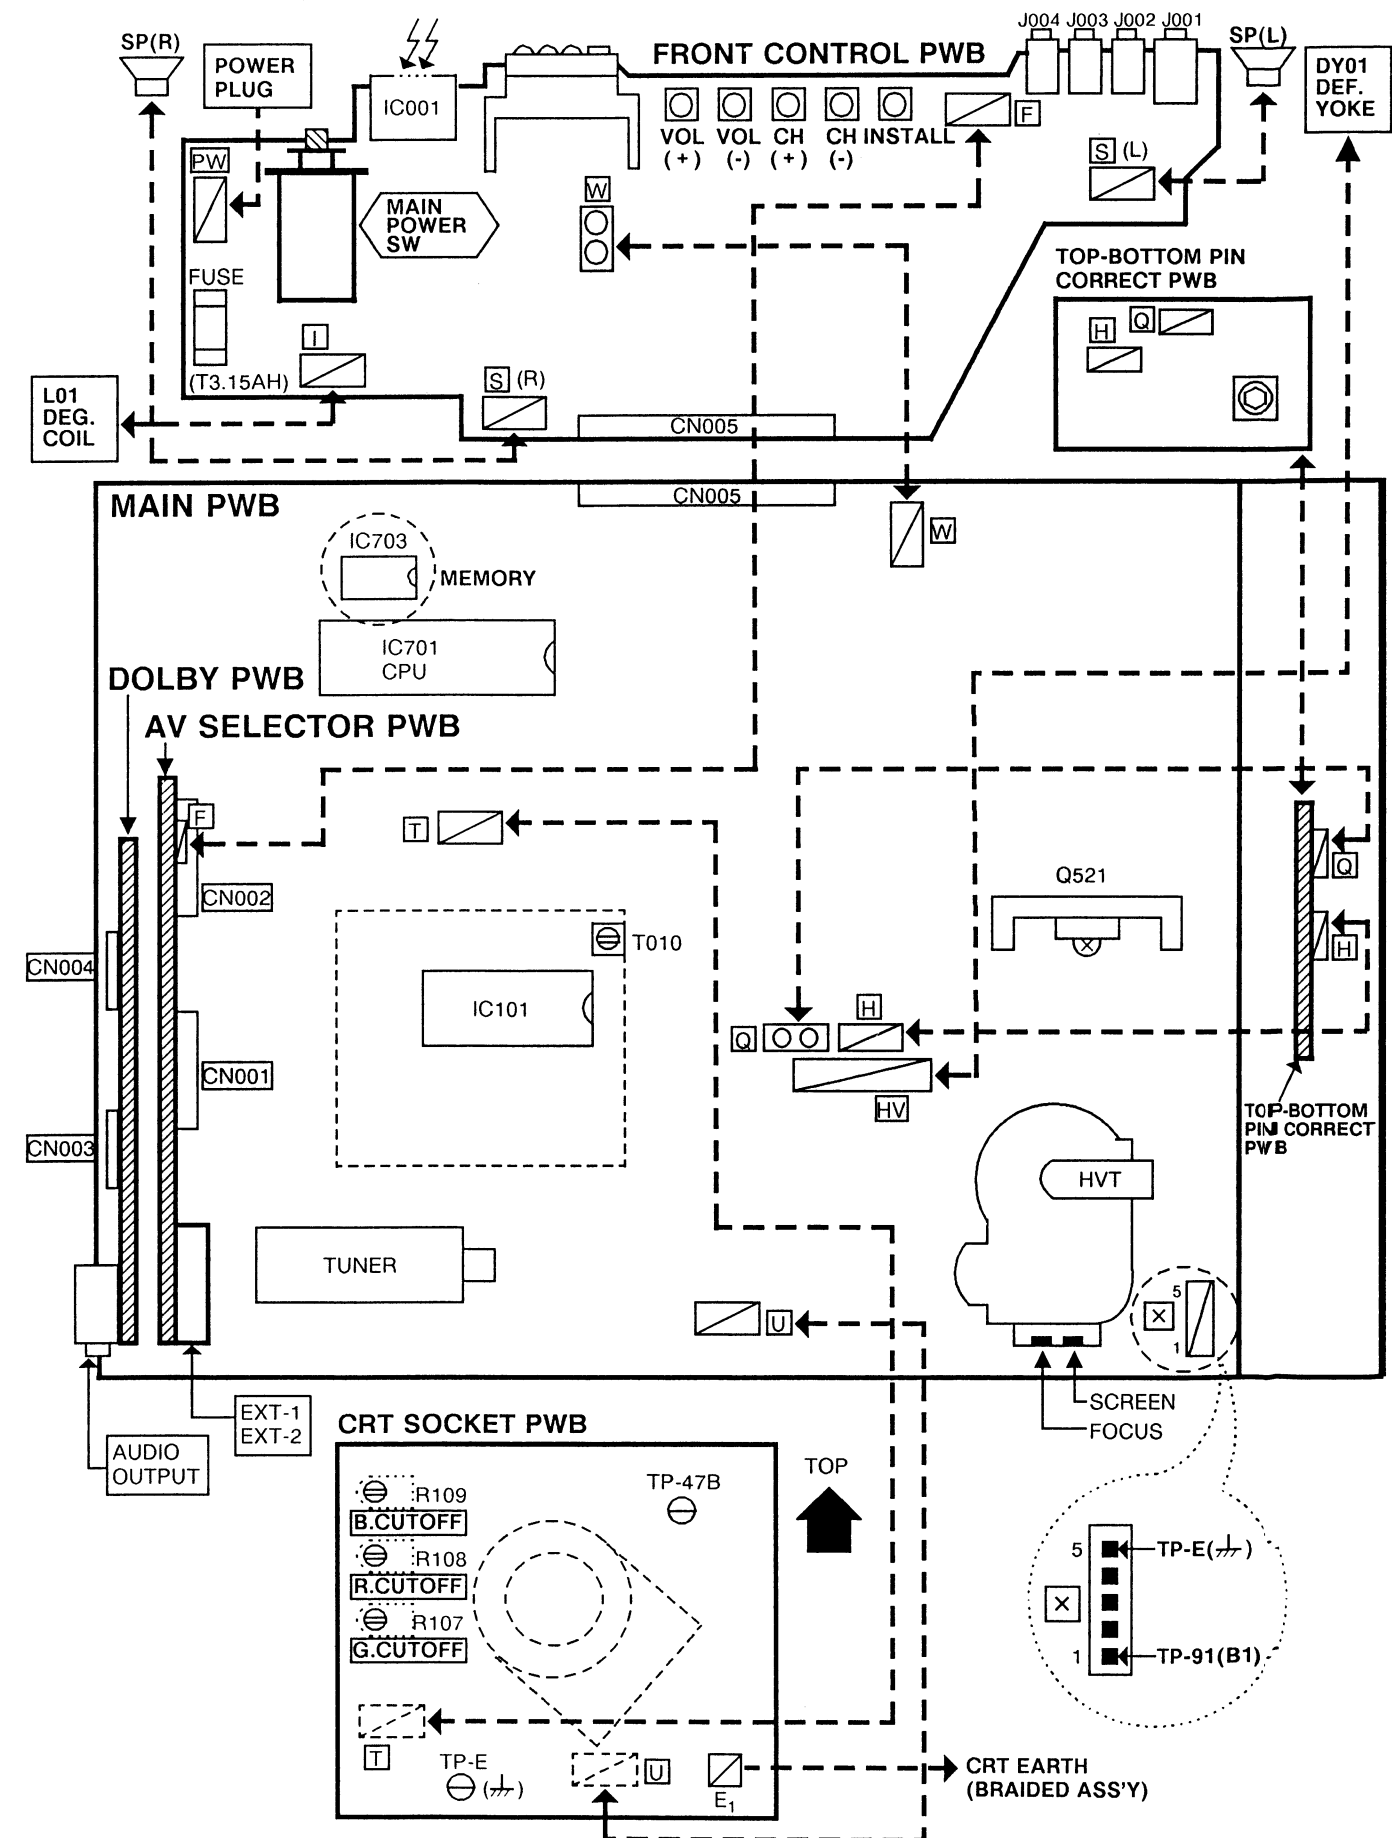 SP(R)
POWER
PLUG
IC001
FRONT CONTROL PWB
J004 J003 J002 J001
SP(L)
DY01
DEF.
YOKE
VOL
(+)
VOL
(-)
CH
(+)
CH
(-)
INSTALL
F
S (L)
PW
MAIN
POWER
SW
W
FUSE
(T3.15AH)
I
S (R)
TOP-BOTTOM PIN
CORRECT PWB
H
Q
L01
DEG.
COIL
CN005
MAIN PWB
CN005
W
IC703
MEMORY
IC701
CPU
DOLBY PWB
AV SELECTOR PWB
F
T
CN002
Q521
Q
H
T010
CN004
IC101
H
Q
CN001
HV
TOP-BOTTOM
PIN CORRECT
PWB
CN003
HVT
TUNER
U
5
×
1
SCREEN
FOCUS
EXT-1
EXT-2
AUDIO
OUTPUT
CRT SOCKET PWB
TOP
TP-47B
R109
B.CUTOFF
R108
R.CUTOFF
R107
G.CUTOFF
5
TP-E( )
×
1
TP-91(B1)
T
TP-E
( )
U
E1
CRT EARTH
(BRAIDED ASS'Y)